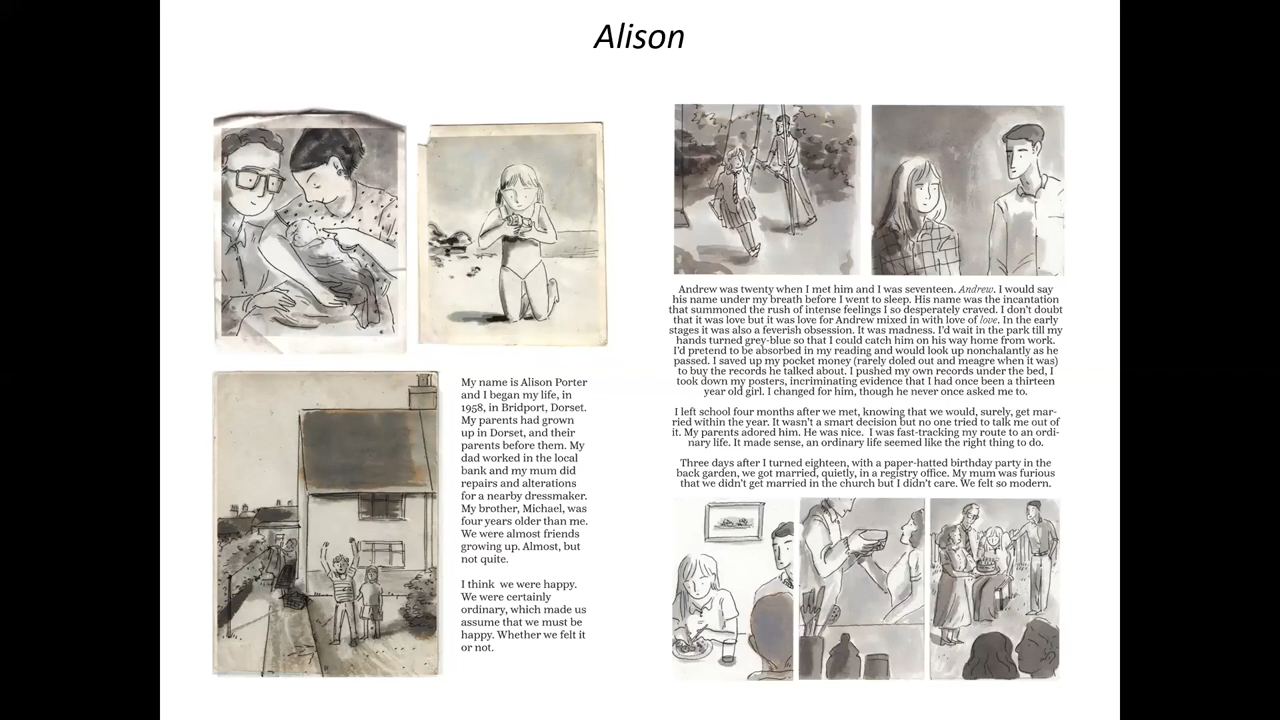 Alison
My name is Alison Porter
and I began my life, in
1958, in Bridport, Dorset.
My parents had grown
up in Dorset, and their
parents before them. My
dad worked in the local
bank and my mum did
repairs and alterations
for a nearby dressmaker.
My brother, Michael, was
four years older than me.
We were almost friends
growing up. Almost, but
not quite.
I think we were happy.
We were certainly
ordinary, which made us
assume that we must be
happy. Whether we felt it
or not.
Andrew was twenty when I met him and I was seventeen. Andrew. I would say
his name under my breath before I went to sleep. His name was the incantation
that summoned the rush of intense feelings I so desperately craved. I don't doubt
that it was love but it was love for Andrew mixed in with love of love. In the early
stages it was also a feverish obsession. It was madness. I'd wait in the park till my
hands turned grey-blue so that I could catch him on his way home from work.
I'd pretend to be absorbed in my reading and would look up nonchalantly as he
passed. I saved up my pocket money (rarely doled out and meagre when it was)
to buy the records he talked about. I pushed my own records under the bed, I
took down my posters, incriminating evidence that I had once been a thirteen
year old girl. I changed for him, though he never once asked me to.
I left school four months after we met, knowing that we would, surely, get mar-
ried within the year. It wasn't a smart decision but no one tried to talk me out of
it. My parents adored him. He was nice. I was fast-tracking my route to an ordi-
nary life. It made sense, an ordinary life seemed like the right thing to do.
Three days after I turned eighteen, with a paper-hatted birthday party in the
back garden, we got married, quietly, in a registry office. My mum was furious
that we didn't get married in the church but I didn't care. We felt so modern.